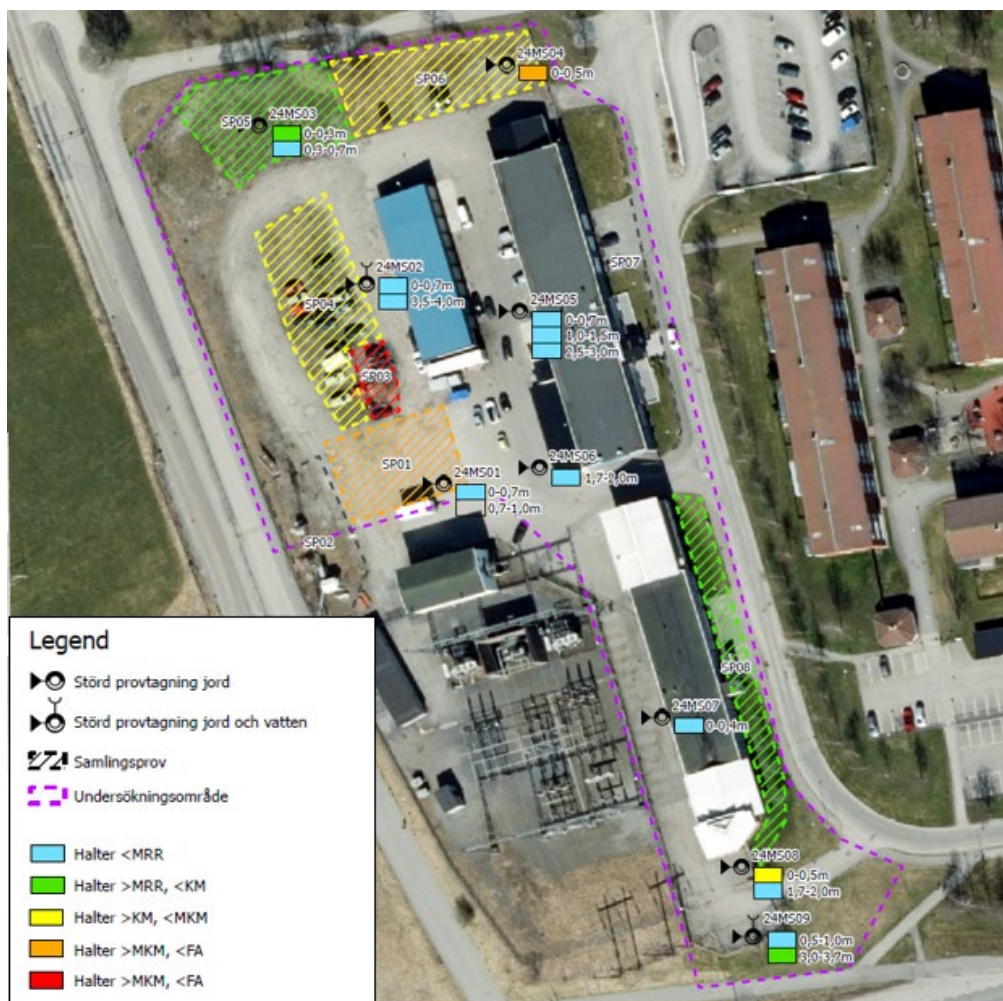 24MS04
SP06
0-0,5m
SP05
24MS03
0-0,3m
0,3-0,7m
SP07
24MS02
0-0,7m
3,5-4,0m
SP04
24MS05
0-0,7m
1,0-1,5m
2,5-3,0m
SP03
SP01
24MS01
0-0,7m
0,7-1,0m
24MS06
1,7-2,0m
SP02
SP08
24MS07
0-0,4m
24MS08
0-0,5m
1,7-2,0m
24MS09
0,5-1,0m
3,0-3,7m
Legend
Störd provtagning jord
Störd provtagning jord och vatten
Samlingsprov
Undersökningsområde
Halter <MRR
Halter >MRR, <KM
Halter >KM, <MKM
Halter >MKM, <FA
Halter >MKM, <FA